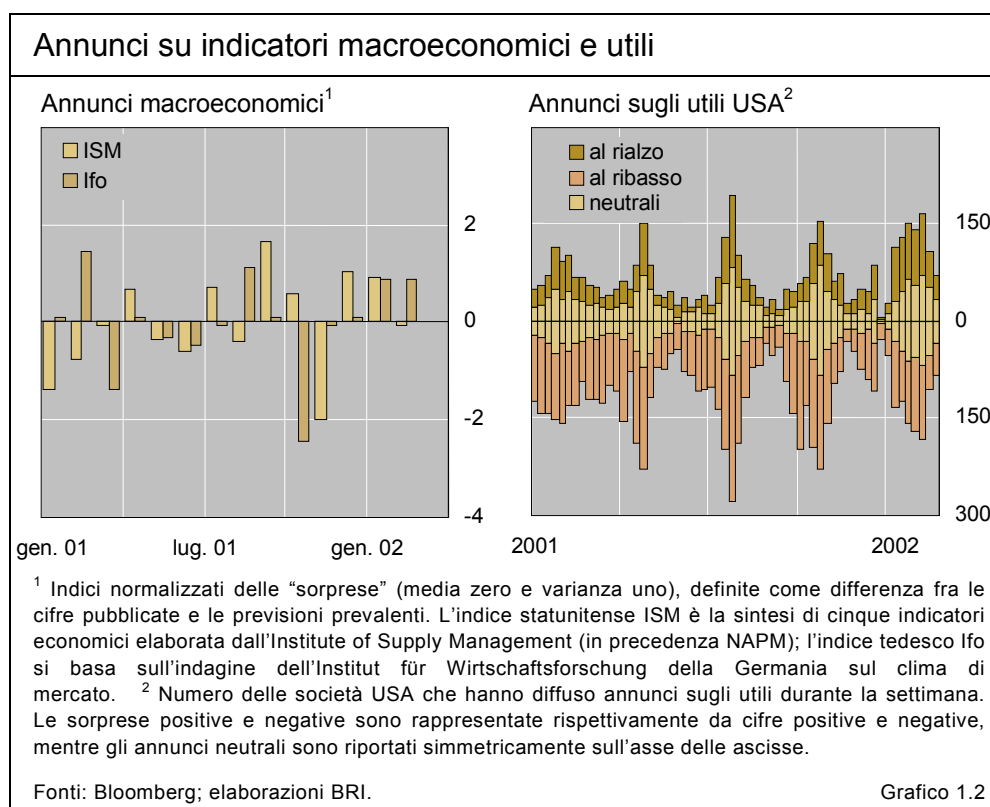 Annunci su indicatori macroeconomici e utili
Annunci macroeconomici¹
ISM
Ifo
2
0
-2
-4
gen. 01 lug. 01 gen. 02
Annunci sugli utili USA²
al rialzo
al ribasso
neutrali
150
0
150
300
2001 2002
¹ Indici normalizzati delle “sorprese” (media zero e varianza uno), definite come differenza fra le
cifre pubblicate e le previsioni prevalenti. L’indice statunitense ISM è la sintesi di cinque indicatori
economici elaborata dall’Institute of Supply Management (in precedenza NAPM); l’indice tedesco Ifo
si basa sull’indagine dell’Institut für Wirtschaftsforschung della Germania sul clima di
mercato. ² Numero delle società USA che hanno diffuso annunci sugli utili durante la settimana.
Le sorprese positive e negative sono rappresentate rispettivamente da cifre positive e negative,
mentre gli annunci neutrali sono riportati simmetricamente sull’asse delle ascisse.
Fonti: Bloomberg; elaborazioni BRI. Grafico 1.2